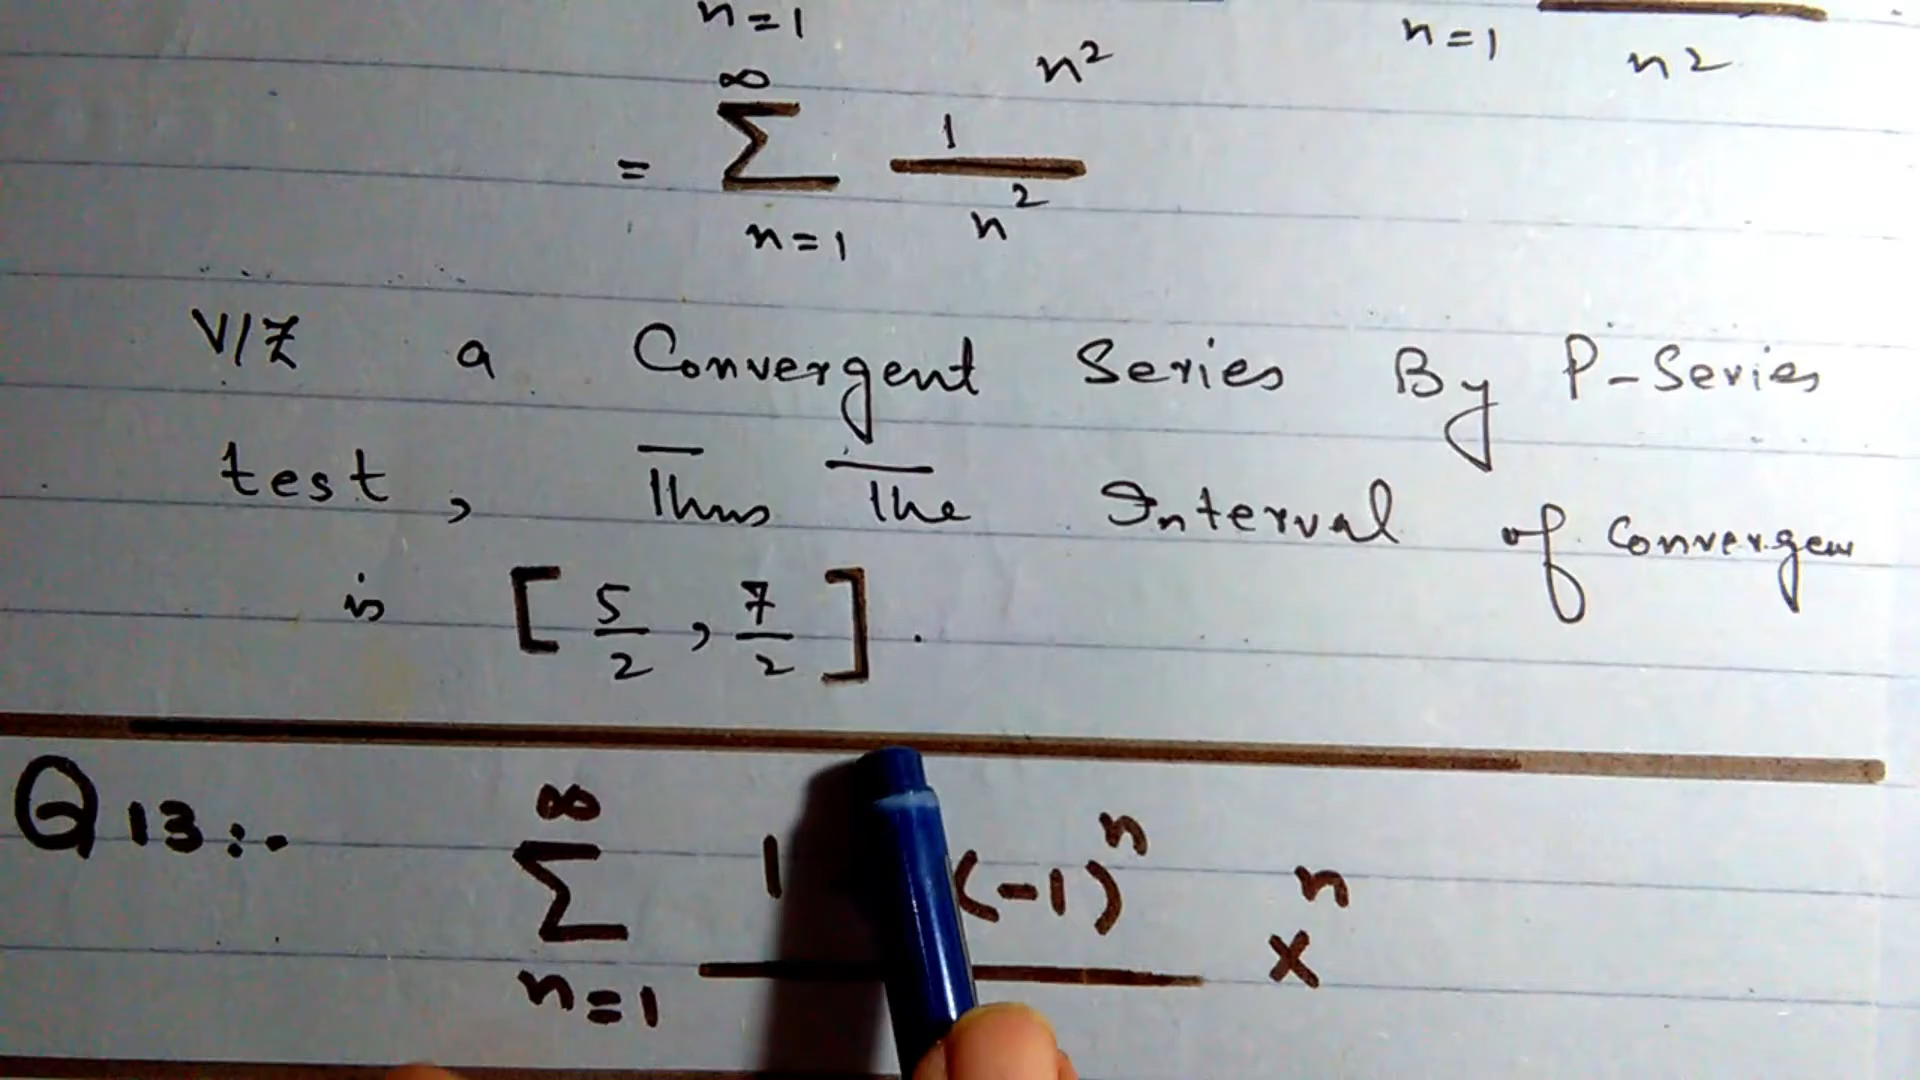 n=1 n=1
n² n2
∞
= Σ 1/n²
n=1
V/Z a Convergent Series By P-Series
test, Thus The Interval of Convergen
is [5/2, 7/2].
Q13:- ∞ Σ n=1 1 (-1)ⁿ xⁿ